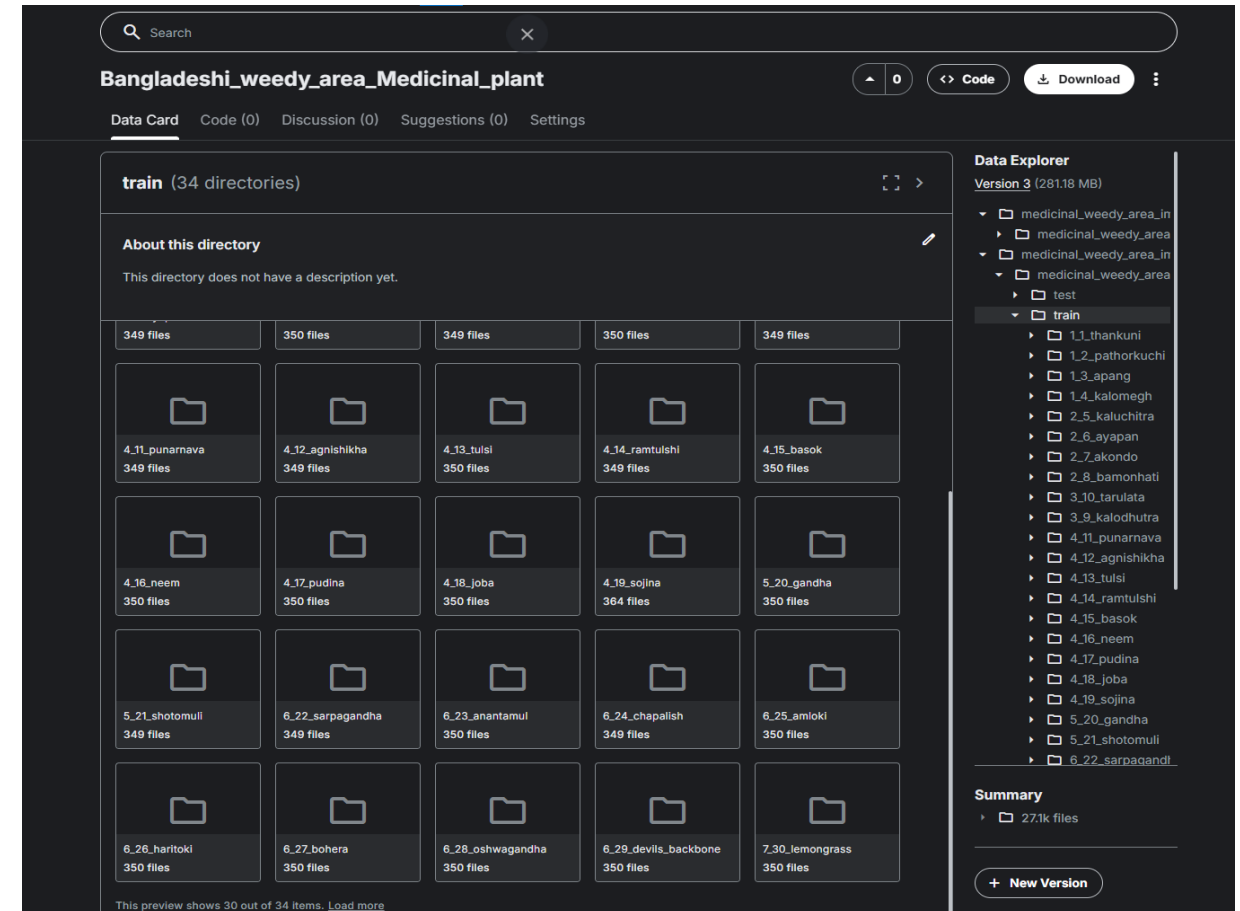 Search
Bangladeshi_weedy_area_Medicinal_plant
0
<> Code
Download
Data Card Code (0) Discussion (0) Suggestions (0) Settings
train (34 directories)
About this directory
This directory does not have a description yet.
349 files 350 files 349 files 350 files 349 files
4_11_punarnava 4_12_agnishikha 4_13_tulsi 4_14_ramtulshi 4_15_basok
349 files 349 files 350 files 349 files 350 files
4_16_neem 4_17_pudina 4_18_joba 4_19_sojina 5_20_gandha
350 files 350 files 350 files 364 files 350 files
5_21_shotomuli 6_22_sarpagandha 6_23_anantamul 6_24_chapalish 6_25_amloki
349 files 349 files 350 files 349 files 350 files
6_26_haritoki 6_27_bohera 6_28_oshwagandha 6_29_devils_backbone 7_30_lemongrass
350 files 350 files 350 files 350 files 350 files
This preview shows 30 out of 34 items. Load more
Data Explorer
Version 3 (281.18 MB)
medicinal_weedy_area_in
medicinal_weedy_area
medicinal_weedy_area_in
medicinal_weedy_area
test
train
1_1_thankuni
1_2_pathorkuchi
1_3_apang
1_4_kalomegh
2_5_kaluchitra
2_6_ayapan
2_7_akondo
2_8_bamonhati
3_10_tarulata
3_9_kalodhutra
4_11_punarnava
4_12_agnishikha
4_13_tulsi
4_14_ramtulshi
4_15_basok
4_16_neem
4_17_pudina
4_18_joba
4_19_sojina
5_20_gandha
5_21_shotomuli
6_22_sarpagandl
Summary
27.1k files
+ New Version